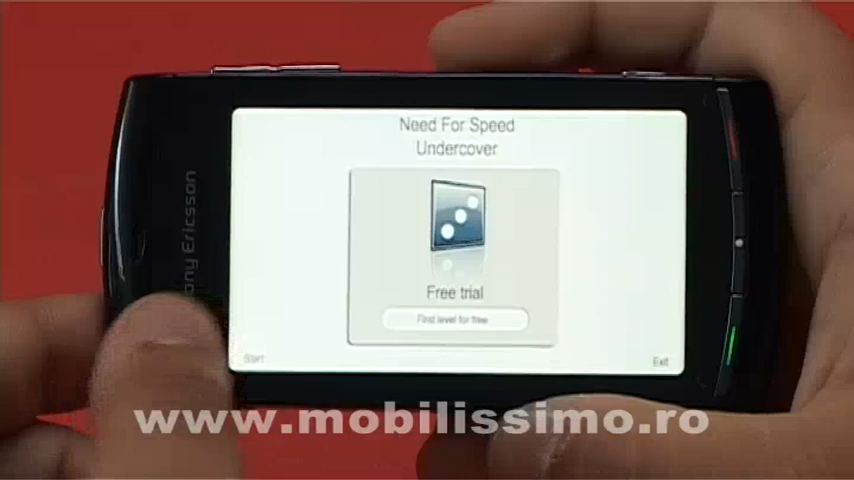 Need For Speed
Undercover
Free trial
First level for free
Start
Exit
Sony Ericsson
www.mobilissimo.ro